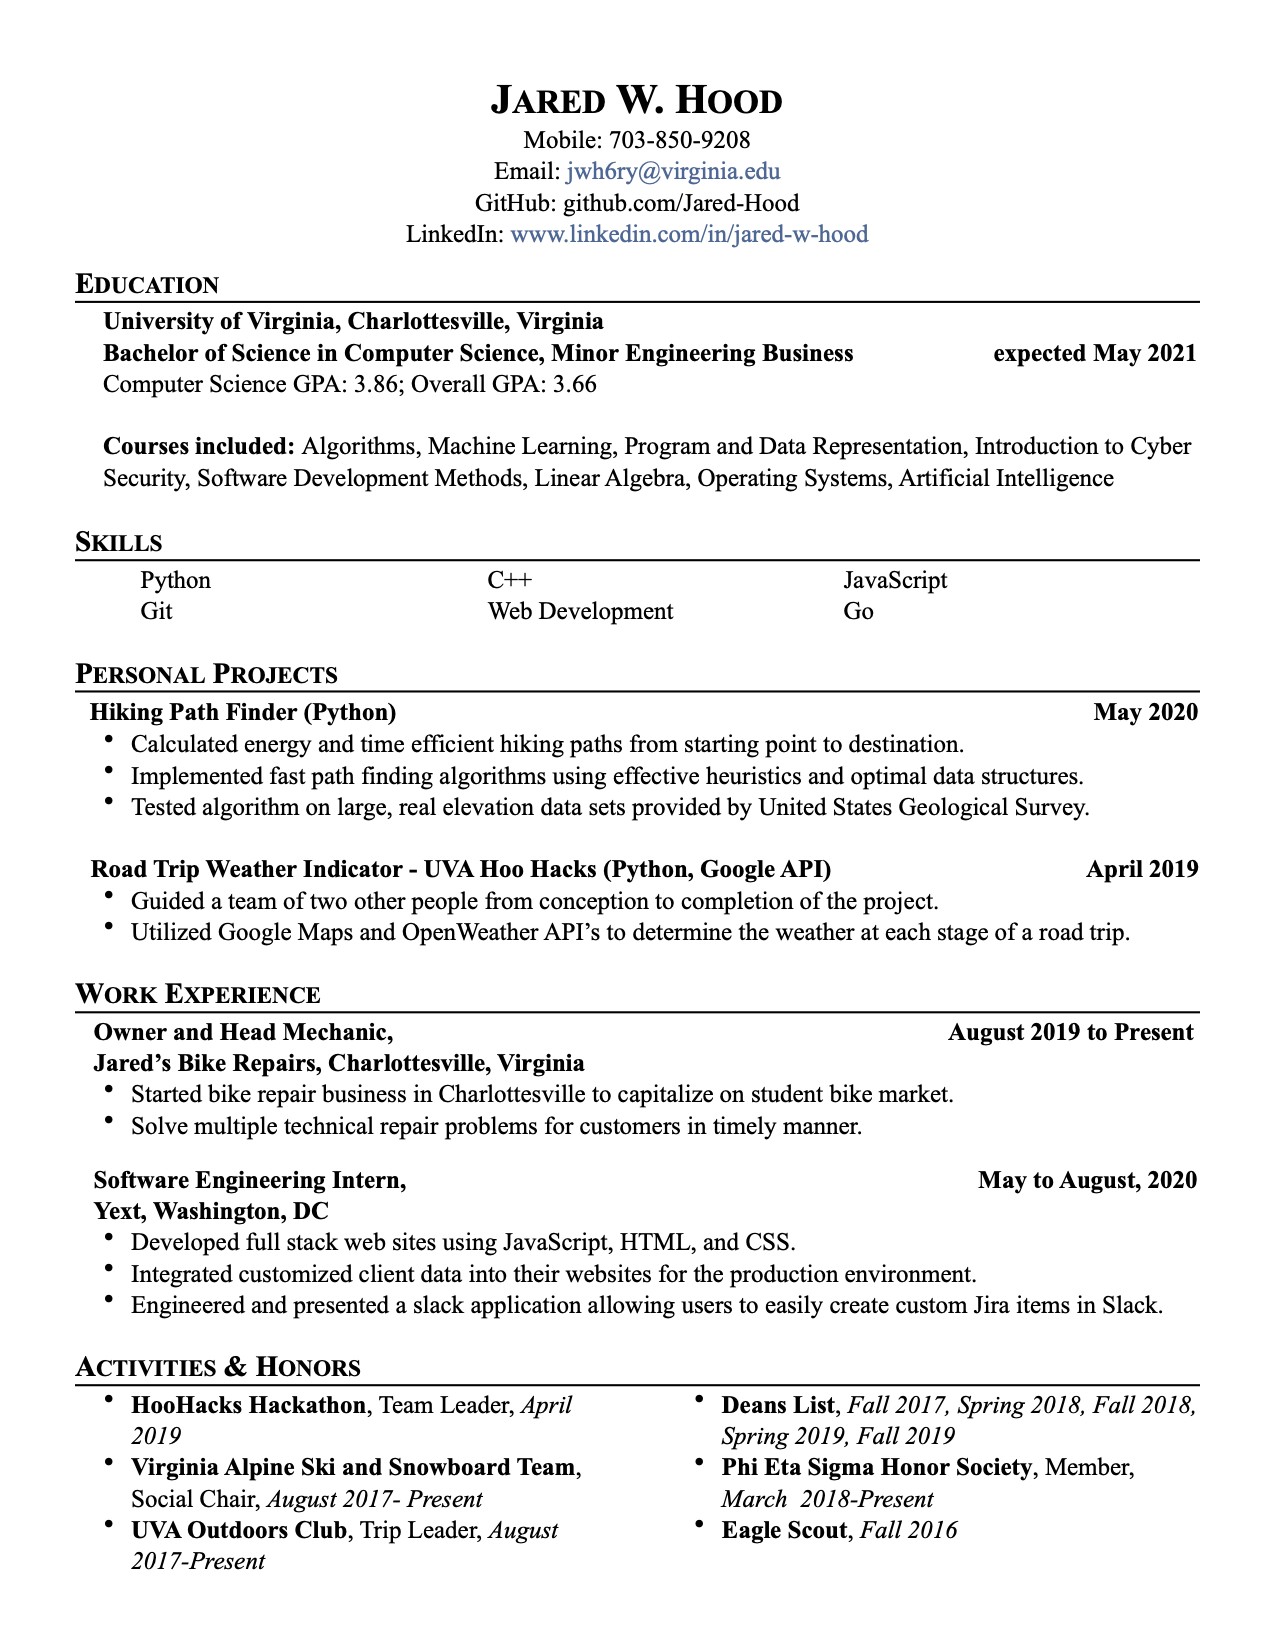 JARED W. HOOD
Mobile: 703-850-9208
Email: jwh6ry@virginia.edu
GitHub: github.com/Jared-Hood
LinkedIn: www.linkedin.com/in/jared-w-hood
EDUCATION
University of Virginia, Charlottesville, Virginia
Bachelor of Science in Computer Science, Minor Engineering Business expected May 2021
Computer Science GPA: 3.86; Overall GPA: 3.66
Courses included: Algorithms, Machine Learning, Program and Data Representation, Introduction to Cyber
Security, Software Development Methods, Linear Algebra, Operating Systems, Artificial Intelligence
SKILLS
Python C++ JavaScript
Git Web Development Go
PERSONAL PROJECTS
Hiking Path Finder (Python) May 2020
• Calculated energy and time efficient hiking paths from starting point to destination.
• Implemented fast path finding algorithms using effective heuristics and optimal data structures.
• Tested algorithm on large, real elevation data sets provided by United States Geological Survey.
Road Trip Weather Indicator - UVA Hoo Hacks (Python, Google API) April 2019
• Guided a team of two other people from conception to completion of the project.
• Utilized Google Maps and OpenWeather API’s to determine the weather at each stage of a road trip.
WORK EXPERIENCE
Owner and Head Mechanic, August 2019 to Present
Jared’s Bike Repairs, Charlottesville, Virginia
• Started bike repair business in Charlottesville to capitalize on student bike market.
• Solve multiple technical repair problems for customers in timely manner.
Software Engineering Intern, May to August, 2020
Yext, Washington, DC
• Developed full stack web sites using JavaScript, HTML, and CSS.
• Integrated customized client data into their websites for the production environment.
• Engineered and presented a slack application allowing users to easily create custom Jira items in Slack.
ACTIVITIES & HONORS
• HooHacks Hackathon, Team Leader, April
2019
• Virginia Alpine Ski and Snowboard Team,
Social Chair, August 2017- Present
• UVA Outdoors Club, Trip Leader, August
2017-Present
• Deans List, Fall 2017, Spring 2018, Fall 2018,
Spring 2019, Fall 2019
• Phi Eta Sigma Honor Society, Member,
March  2018-Present
• Eagle Scout, Fall 2016